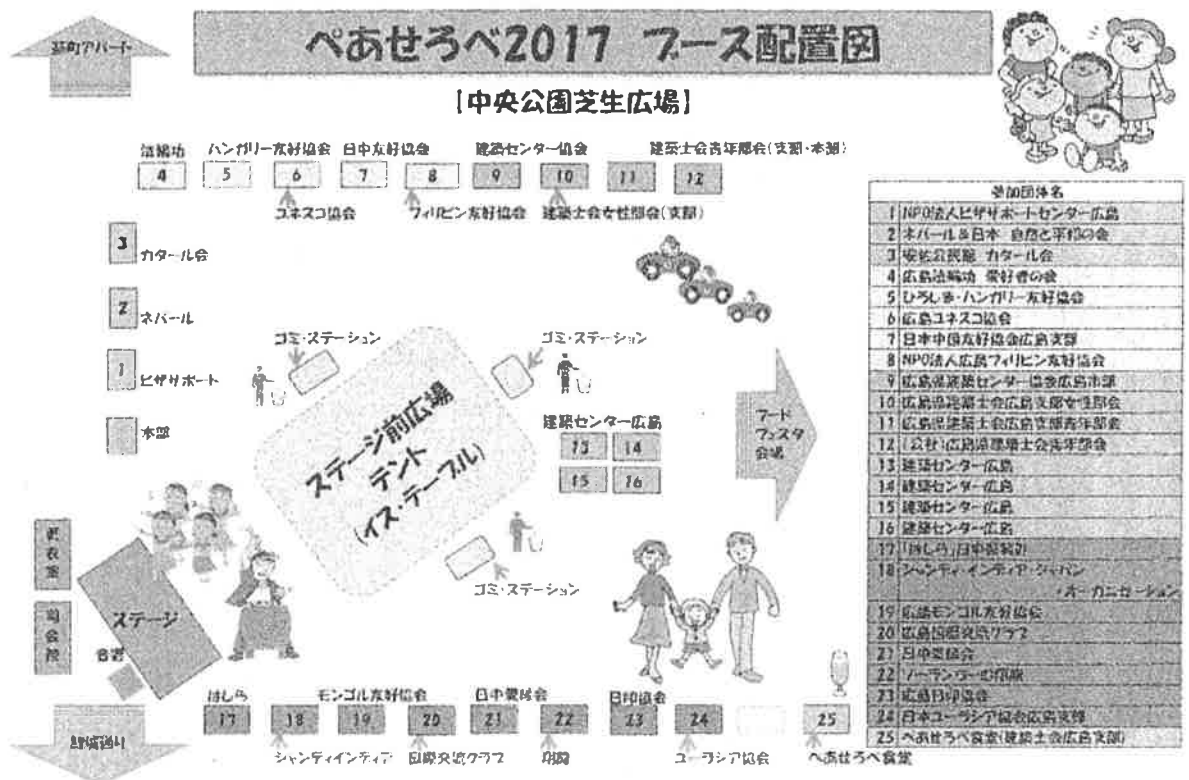 基町アパート
ぺあせろべ2017 ブース配置図
【中央公園芝生広場】
法輪功 ハンガリー友好協会 日中友好協会 建築センター協会 建築士会青年部会(支部・本部)
4 5 6 7 8 9 10 11 12
ユネスコ協会 フィリピン友好協会 建築士会女性部会(支部)
3
カタール会
2
ネパール
1
ビザサポート
本部
ゴミ・ステーション
ゴミ・ステーション
ステージ前広場
テント
(イス・テーブル)
建築センター広島
13 14
15 16
フード
フェスタ
会場
ゴミ・ステーション
更衣室
司会院
ステージ
音響
はしら モンゴル友好協会 日中愛隊会 日印協会
17 18 19 20 21 22 23 24 25
シャンティインディア 国際交流クラブ ユーラシア協会 ぺあせろべ食堂
鯉城通り
参加団体名
1 NPO法人ビザサポートセンター広島
2 ネパール&日本 自然と平和の会
3 安佐公民館 カタール会
4 広島法輪功 愛好者の会
5 ひろしま・ハンガリー友好協会
6 広島ユネスコ協会
7 日本中国友好協会広島支部
8 NPO法人広島フィリピン友好協会
9 広島県建築センター協会広島支部
10 広島県建築士会広島支部女性部会
11 広島県建築士会広島支部青年部会
12 (公社)広島県建築士会青年部会
13 建築センター広島
14 建築センター広島
15 建築センター広島
16 建築センター広島
17 「はしら」日中
18 シャンティ・インディア・ジャパン
・オーガニゼーション
19 広島モンゴル友好協会
20 広島国際交流クラブ
21 日中
22
23 広島日印協会
24 日本ユーラシア協会広島支部
25 ぺあせろべ食堂(建築士会広島支部)